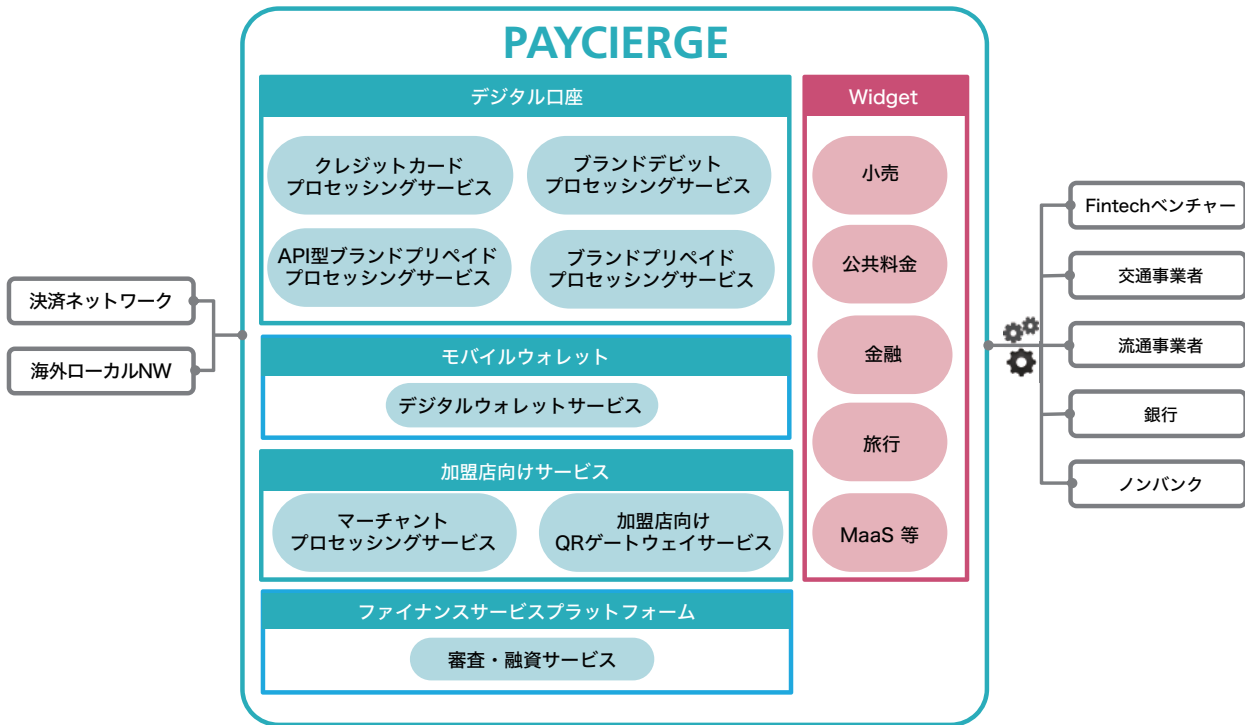 PAYCIERGE
決済ネットワーク
海外ローカルNW
デジタル口座
クレジットカード
プロセッシングサービス
ブランドデビット
プロセッシングサービス
API型ブランドプリペイド
プロセッシングサービス
ブランドプリペイド
プロセッシングサービス
モバイルウォレット
デジタルウォレットサービス
加盟店向けサービス
マーチャント
プロセッシングサービス
加盟店向け
QRゲートウェイサービス
ファイナンスサービスプラットフォーム
審査・融資サービス
Widget
小売
公共料金
金融
旅行
MaaS 等
Fintechベンチャー
交通事業者
流通事業者
銀行
ノンバンク